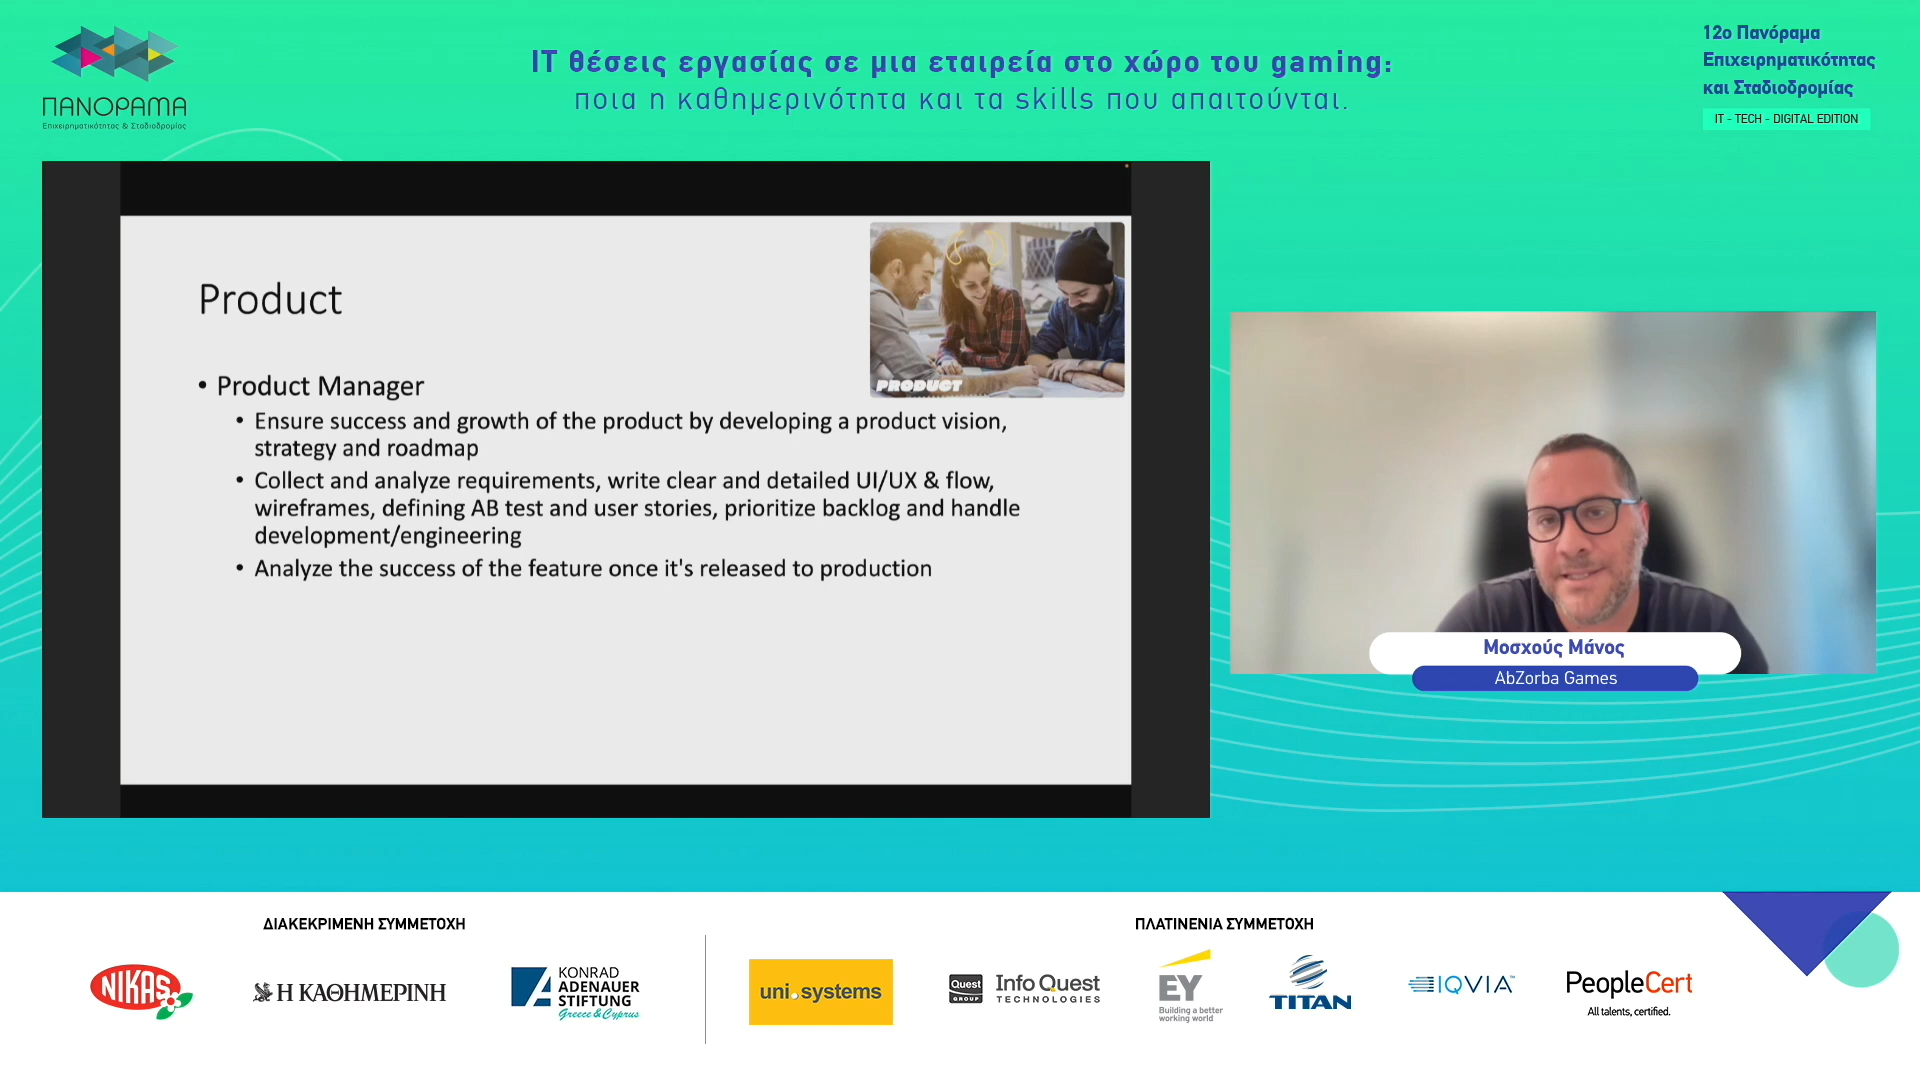 ΠΑΝΟΡΑΜΑ
Επιχειρηματικότητας & Σταδιοδρομίας
IT θέσεις εργασίας σε μια εταιρεία στο χώρο του gaming:
ποια η καθημερινότητα και τα skills που απαιτούνται.
12ο Πανόραμα
Επιχειρηματικότητας
και Σταδιοδρομίας
IT - TECH - DIGITAL EDITION
Product
• Product Manager
• Ensure success and growth of the product by developing a product vision,
strategy and roadmap
• Collect and analyze requirements, write clear and detailed UI/UX & flow,
wireframes, defining AB test and user stories, prioritize backlog and handle
development/engineering
• Analyze the success of the feature once it's released to production
PRODUCT
Μοσχούς Μάνος
AbZorba Games
ΔΙΑΚΕΚΡΙΜΕΝΗ ΣΥΜΜΕΤΟΧΗ
NIKAS
Η ΚΑΘΗΜΕΡΙΝΗ
KONRAD
ADENAUER
STIFTUNG
Greece & Cyprus
ΠΛΑΤΙΝΕΝΙΑ ΣΥΜΜΕΤΟΧΗ
uni.systems
Quest
GROUP
Info Quest
TECHNOLOGIES
EY
Building a better
working world
TITAN
IQVIA™
PeopleCert
All talents, certified.